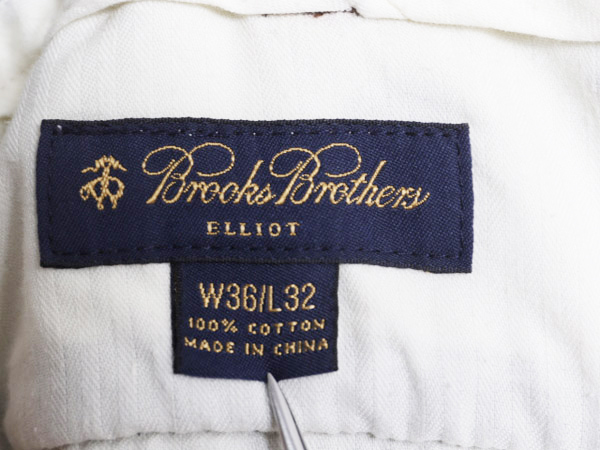 Brooks Brothers
ELLIOT
W36/L32
100% COTTON
MADE IN CHINA